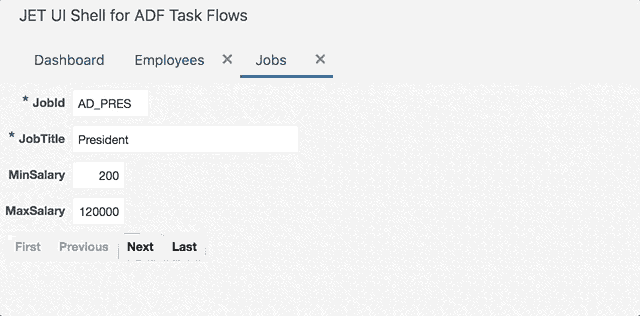 JET UI Shell for ADF Task Flows
Dashboard Employees Jobs
* JobId AD_PRES
* JobTitle President
MinSalary 200
MaxSalary 120000
First Previous Next Last